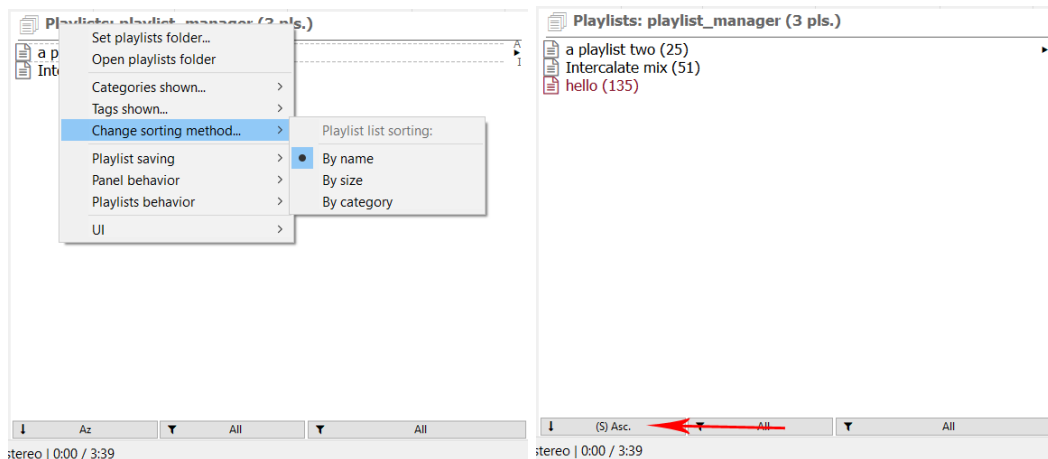 Playlists: playlist_manager (3 pls.)
a p
Inte
A
I
Set playlists folder...
Open playlists folder
Categories shown...
Tags shown...
Change sorting method...
Playlist saving
Panel behavior
Playlists behavior
UI
Playlist list sorting:
By name
By size
By category
Az
All
All
stereo | 0:00 / 3:39
Playlists: playlist_manager (3 pls.)
a playlist two (25)
Intercalate mix (51)
hello (135)
(S) Asc.
All
All
stereo | 0:00 / 3:39